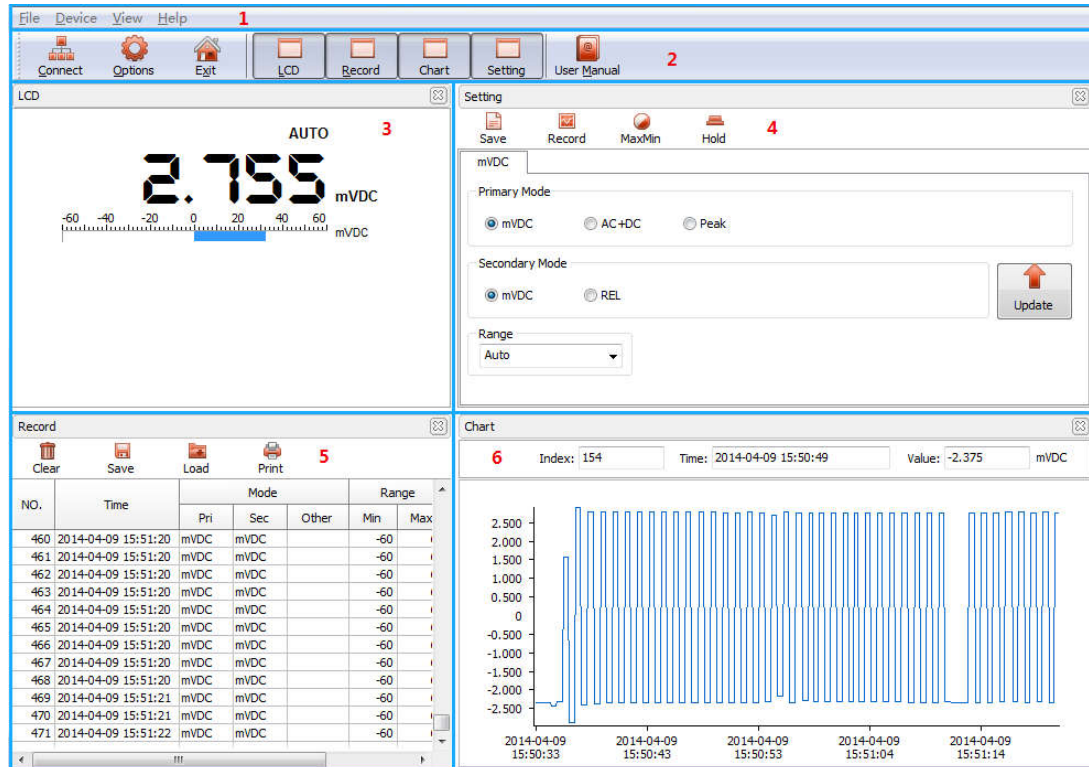 File Device View Help 1
Connect Options Exit LCD Record Chart Setting User Manual 2
LCD
AUTO 3
2.755 mVDC
-60 -40 -20 0 20 40 60
mVDC
Setting
Save Record MaxMin Hold 4
mVDC
Primary Mode
mVDC AC+DC Peak
Secondary Mode
mVDC REL
Update
Range
Auto
Record
Clear Save Load Print 5
NO. Time Mode Range
Pri Sec Other Min Max
460 2014-04-09 15:51:20 mVDC mVDC -60
461 2014-04-09 15:51:20 mVDC mVDC -60
462 2014-04-09 15:51:20 mVDC mVDC -60
463 2014-04-09 15:51:20 mVDC mVDC -60
464 2014-04-09 15:51:20 mVDC mVDC -60
465 2014-04-09 15:51:20 mVDC mVDC -60
466 2014-04-09 15:51:20 mVDC mVDC -60
467 2014-04-09 15:51:20 mVDC mVDC -60
468 2014-04-09 15:51:20 mVDC mVDC -60
469 2014-04-09 15:51:21 mVDC mVDC -60
470 2014-04-09 15:51:21 mVDC mVDC -60
471 2014-04-09 15:51:22 mVDC mVDC -60
Chart
6 Index: 154 Time: 2014-04-09 15:50:49 Value: -2.375 mVDC
2.500
2.000
1.500
1.000
0.500
0
-0.500
-1.000
-1.500
-2.000
-2.500
2014-04-09 2014-04-09 2014-04-09 2014-04-09 2014-04-09
15:50:33 15:50:43 15:50:53 15:51:04 15:51:14